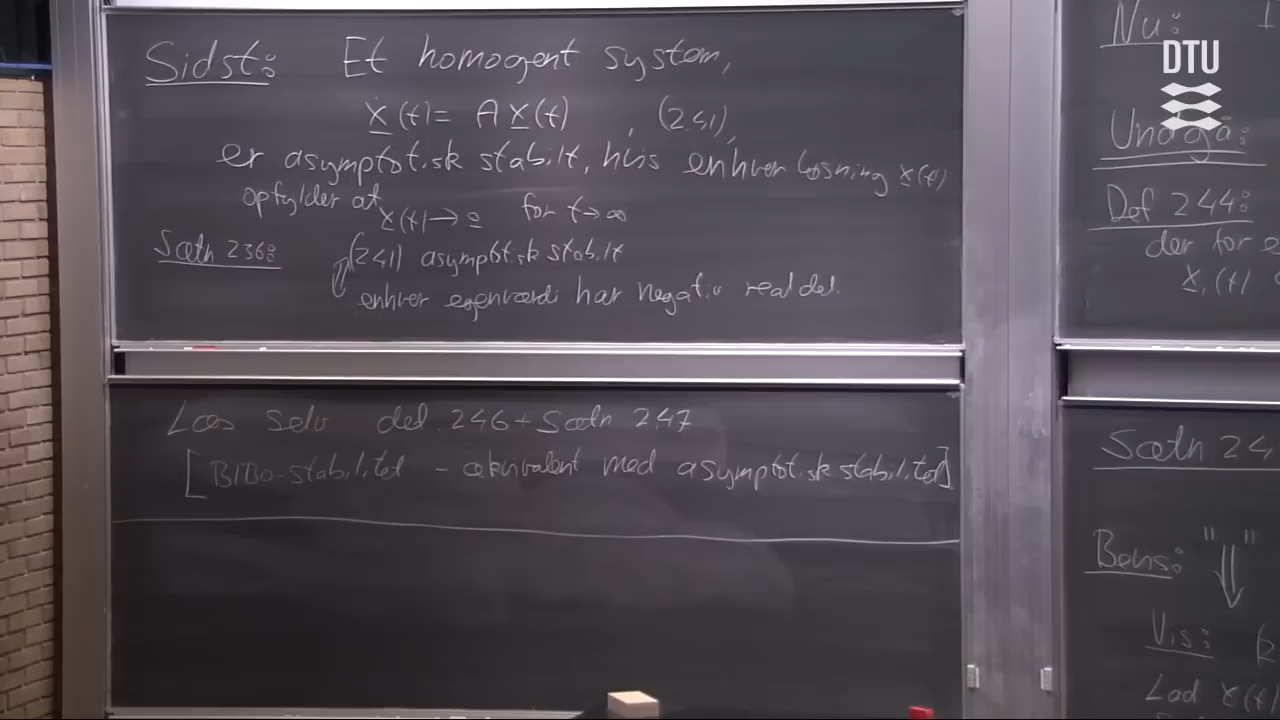 Sidst: Et homogent system,
ẋ(t) = A x(t) , (2.41),
er asymptotisk stabilt, hvis enhver løsning x(t)
opfylder at x(t) → 0 for t → ∞
Sætn 2.36: (2.41) asymptotisk stabilt
⇕
enhver egenværdi har negativ realdel.
Læs selv def. 2.46 + Sætn 2.47
[BIBO-stabilitet - ækvivalent med asymptotisk stabilitet]
Nu:
DTU
Undgå:
Def 2.44:
der for
x, (t)
Sætn 2.4
Bevis: "⇓"
Vis:
Lad x(t)